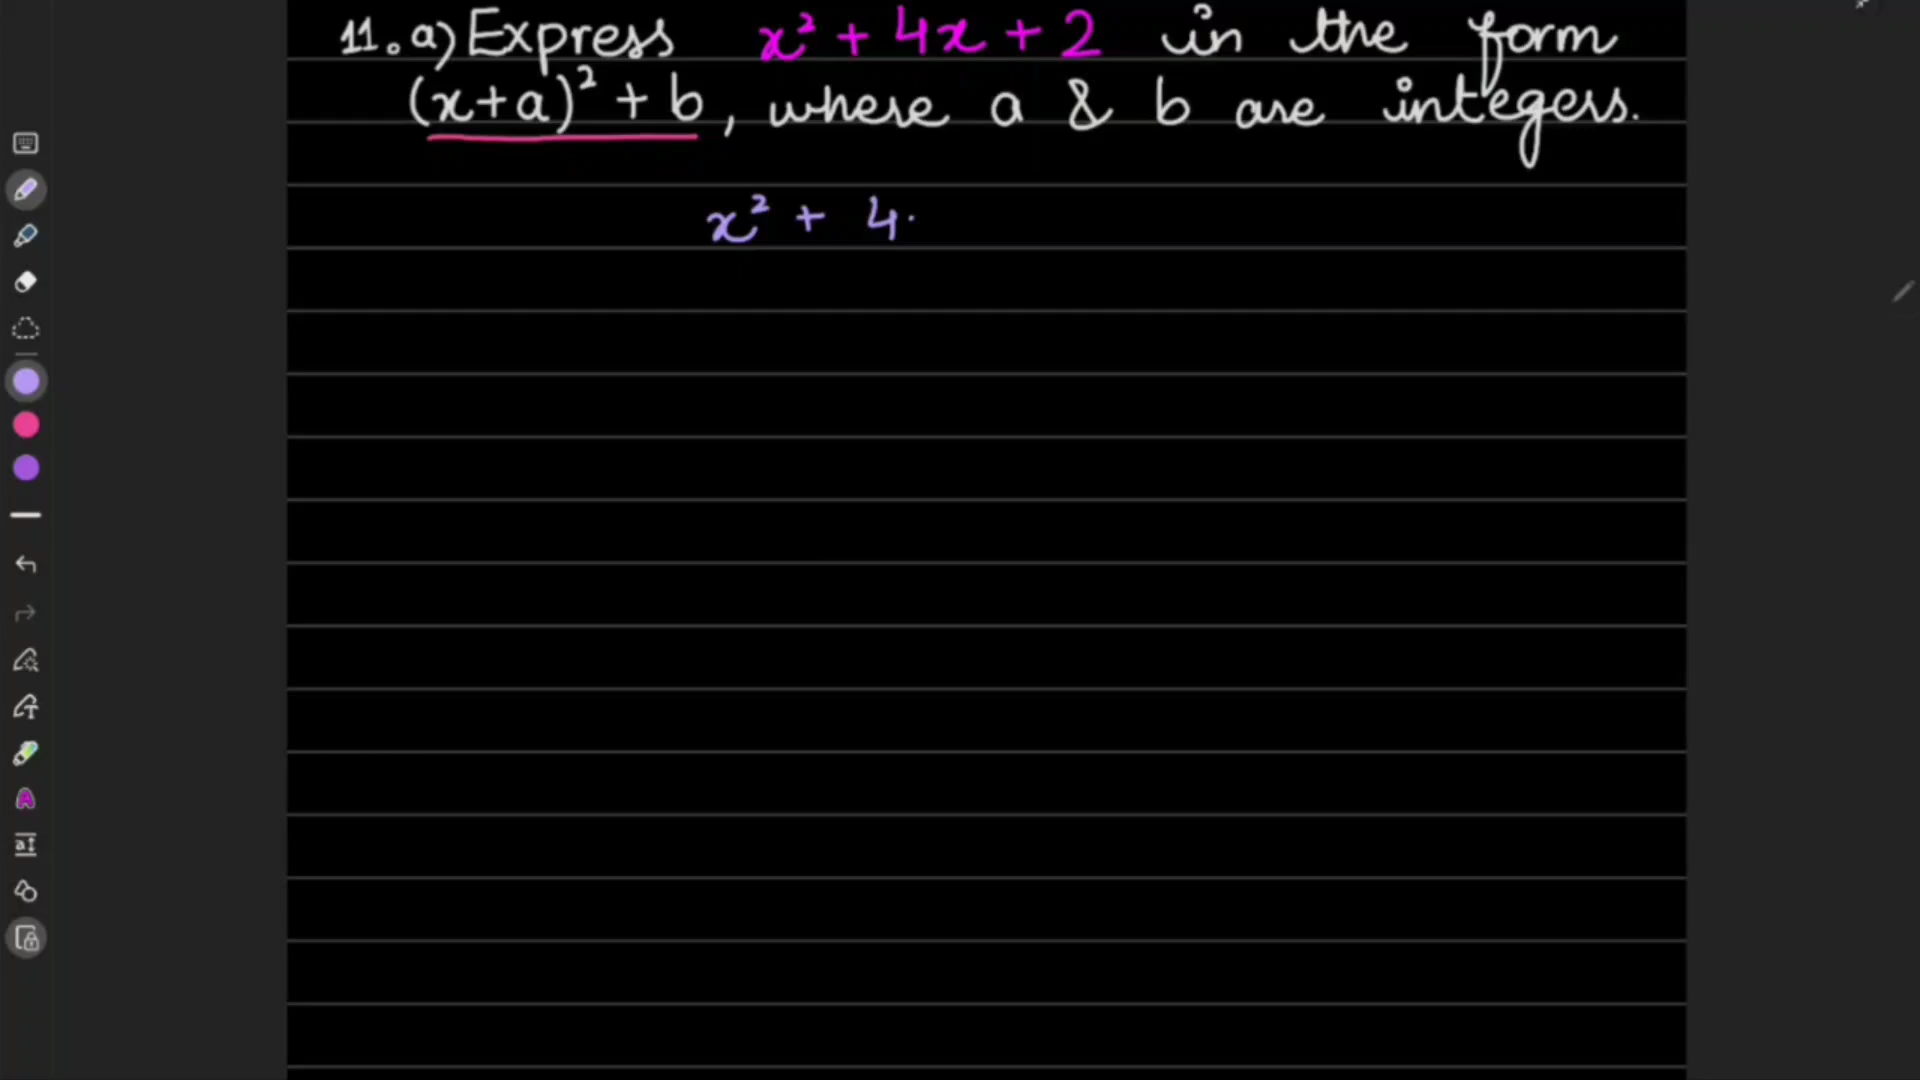 11.a) Express x² + 4x + 2 in the form
(x+a)² + b, where a & b are integers.
x² + 4.